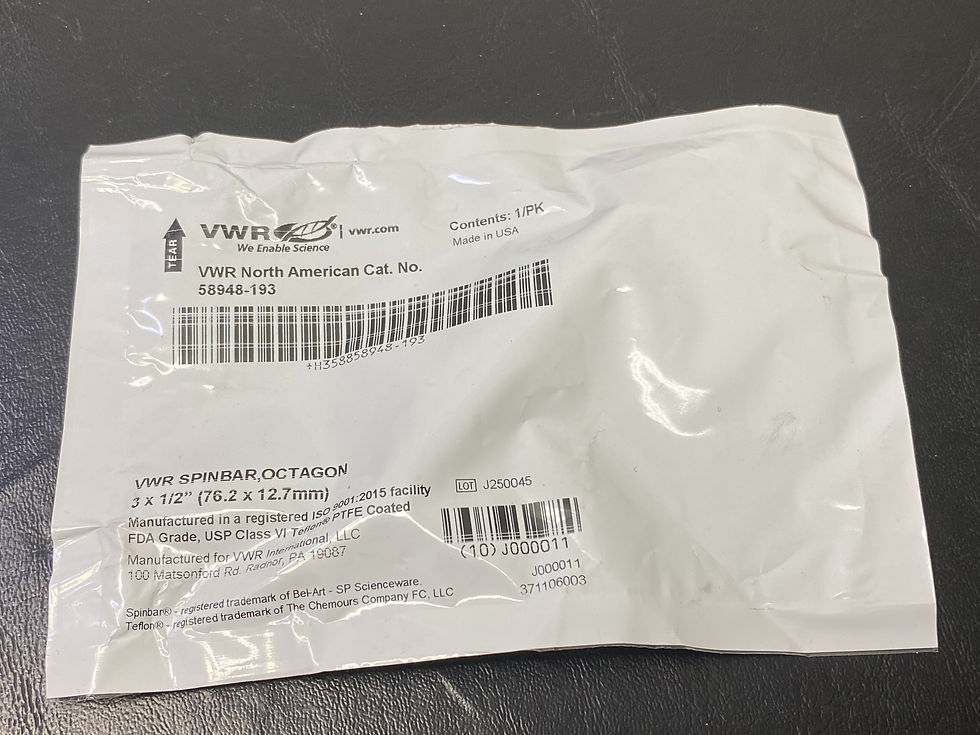 TEAR
VWR® | vwr.com
We Enable Science
Contents: 1/PK
Made in USA
VWR North American Cat. No.
58948-193
+H358858948-193
VWR SPINBAR,OCTAGON
3 x 1/2” (76.2 x 12.7mm)
Manufactured in a registered ISO 9001:2015 facility
FDA Grade, USP Class VI Teflon® PTFE Coated
Manufactured for VWR International, LLC
100 Matsonford Rd. Radnor, PA 19087
Spinbar® - registered trademark of Bel-Art - SP Scienceware.
Teflon® - registered trademark of The Chemours Company FC, LLC
LOT J250045
(10) J000011
J000011
371106003